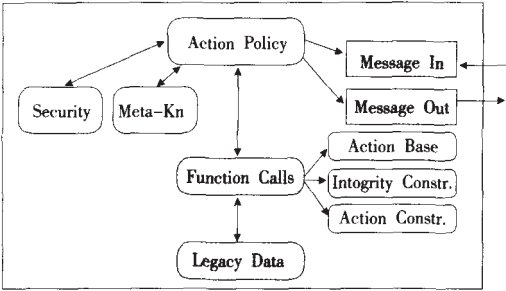 Action Policy
Message In
Security
Meta-Kn
Message Out
Action Base
Function Calls
Intogrity Constr.
Action Constr.
Legacy Data